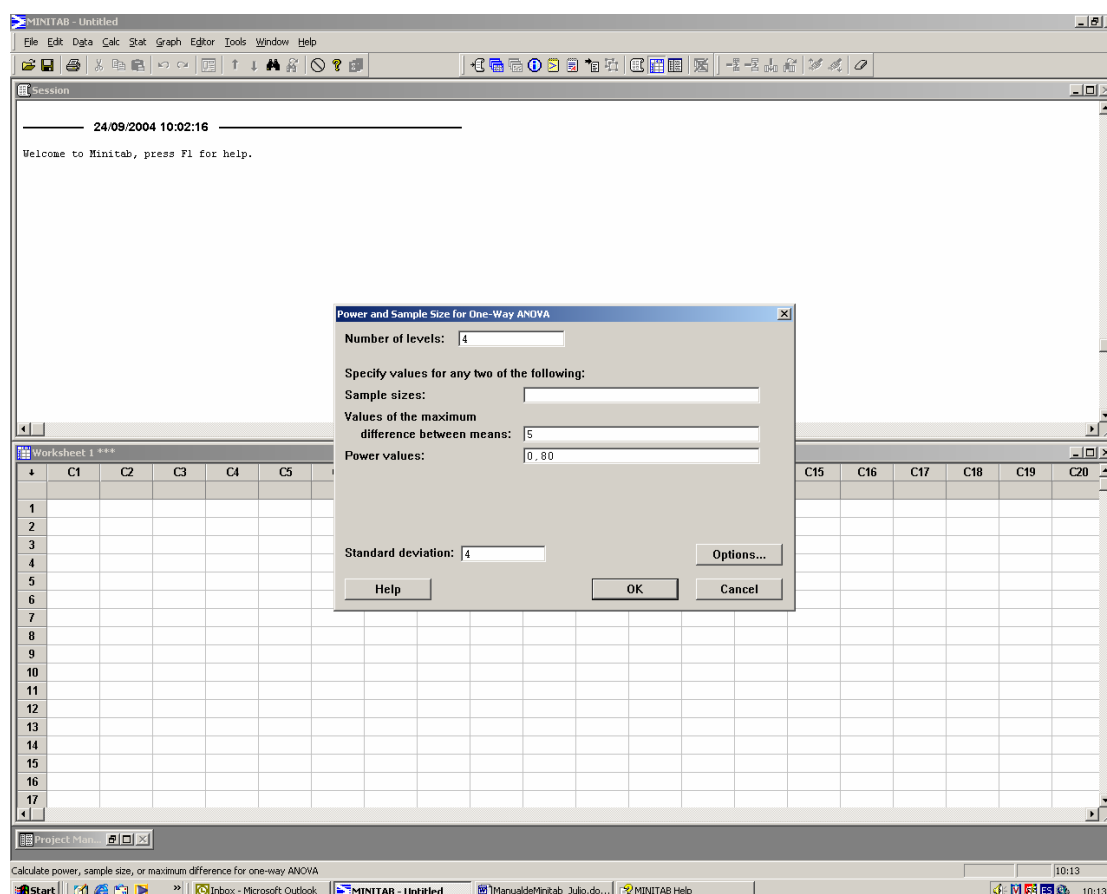 MINITAB - Untitled
File Edit Data Calc Stat Graph Editor Tools Window Help
Session
24/09/2004 10:02:16
Welcome to Minitab, press F1 for help.
Power and Sample Size for One-Way ANOVA
Number of levels: 4
Specify values for any two of the following:
Sample sizes:
Values of the maximum
difference between means: 5
Power values: 0,80
Standard deviation: 4
Options...
Help OK Cancel
Worksheet 1 ***
C1 C2 C3 C4 C5 C15 C16 C17 C18 C19 C20
1
2
3
4
5
6
7
8
9
10
11
12
13
14
15
16
17
Project Man...
Calculate power, sample size, or maximum difference for one-way ANOVA 10:13
Start » Inbox - Microsoft Outlook MINITAB - Untitled ManualdeMinitab_Julio.do... MINITAB Help ES 10:13